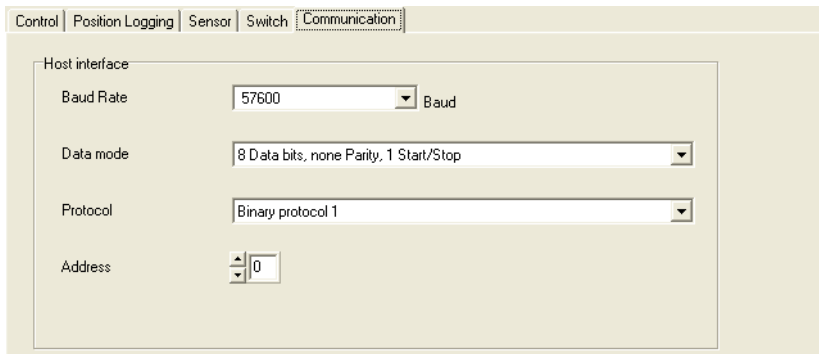 Control Position Logging Sensor Switch Communication
Host interface
Baud Rate 57600 Baud
Data mode 8 Data bits, none Parity, 1 Start/Stop
Protocol Binary protocol 1
Address 0